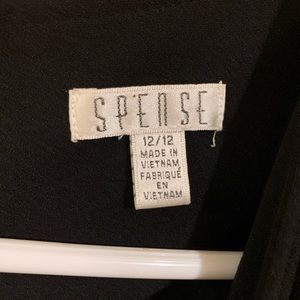 SPENSE
12/12
MADE IN
VIETNAM
FABRIQUÉ
EN
VIETNAM